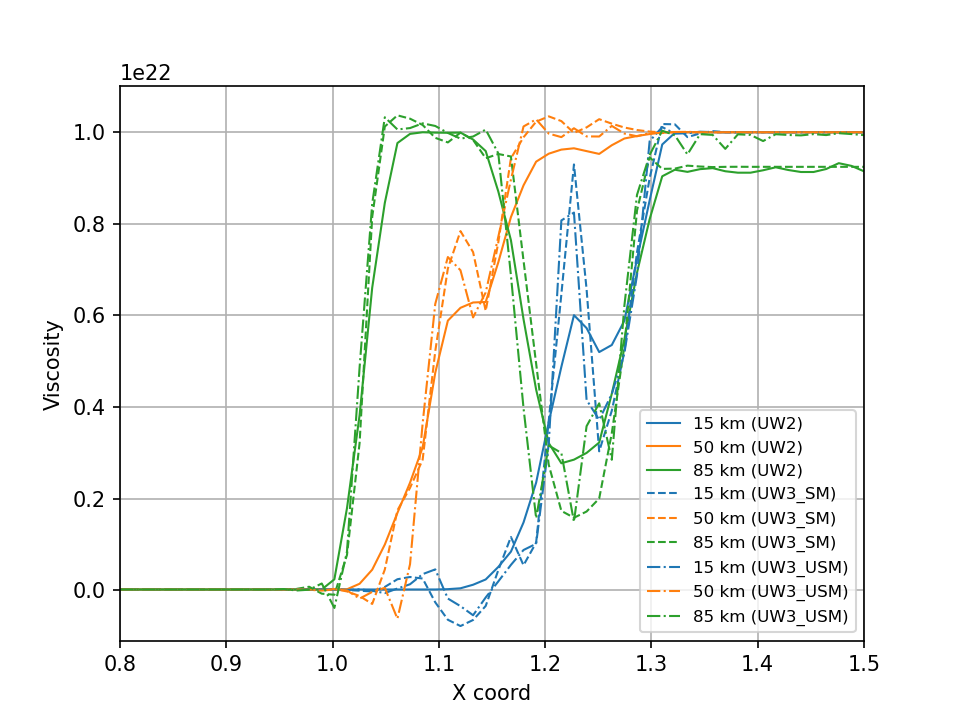 1e22
1.0
0.8
0.6
0.4
0.2
0.0
Viscosity
0.8 0.9 1.0 1.1 1.2 1.3 1.4 1.5
X coord
15 km (UW2)
50 km (UW2)
85 km (UW2)
15 km (UW3_SM)
50 km (UW3_SM)
85 km (UW3_SM)
15 km (UW3_USM)
50 km (UW3_USM)
85 km (UW3_USM)